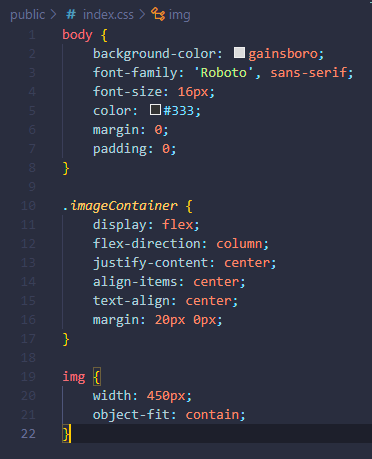 public > # index.css > img
1 body {
2     background-color: gainsboro;
3     font-family: 'Roboto', sans-serif;
4     font-size: 16px;
5     color: #333;
6     margin: 0;
7     padding: 0;
8 }
9
10 .imageContainer {
11     display: flex;
12     flex-direction: column;
13     justify-content: center;
14     align-items: center;
15     text-align: center;
16     margin: 20px 0px;
17 }
18
19 img {
20     width: 450px;
21     object-fit: contain;
22 }